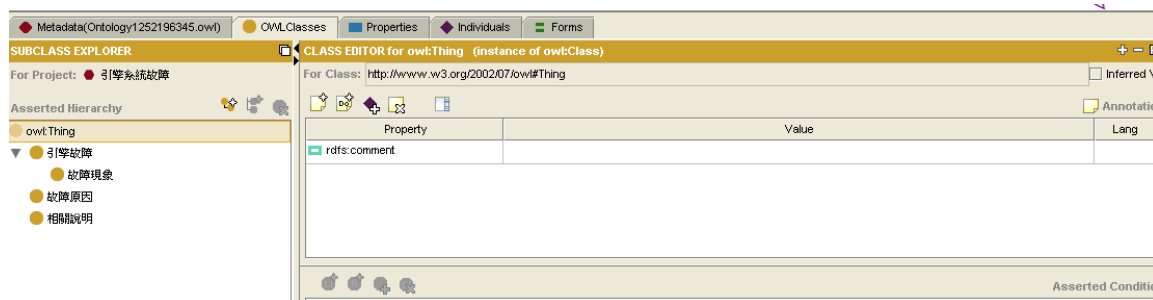 Metadata(Ontology1252196345.owl) OWLClasses Properties Individuals Forms
SUBCLASS EXPLORER
For Project: 引擎系統故障
Asserted Hierarchy
owl:Thing
引擎故障
故障現象
故障原因
相關說明
CLASS EDITOR for owl:Thing (instance of owl:Class)
For Class: http://www.w3.org/2002/07/owl#Thing
Inferred V
Annotatio
Property Value Lang
rdfs:comment
Asserted Conditio